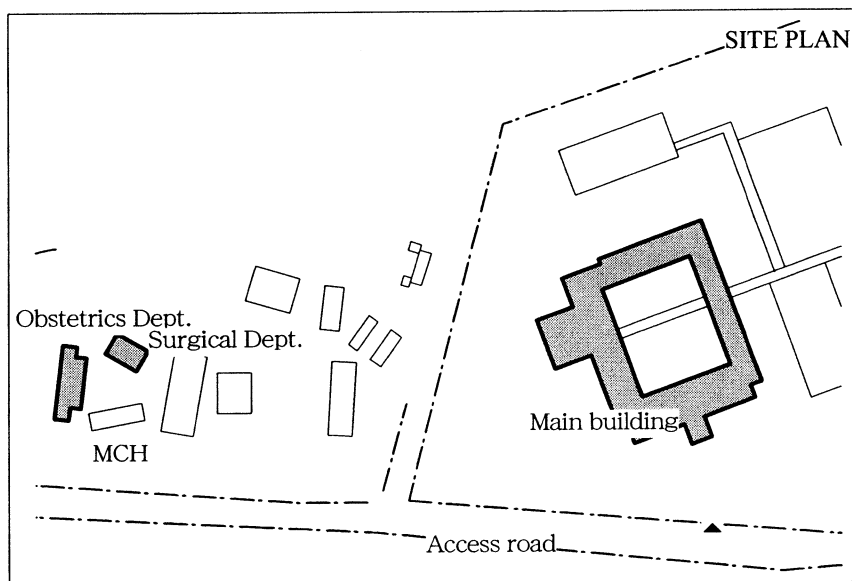 SITE PLAN
Obstetrics Dept.
Surgical Dept.
Main building
MCH
Access road